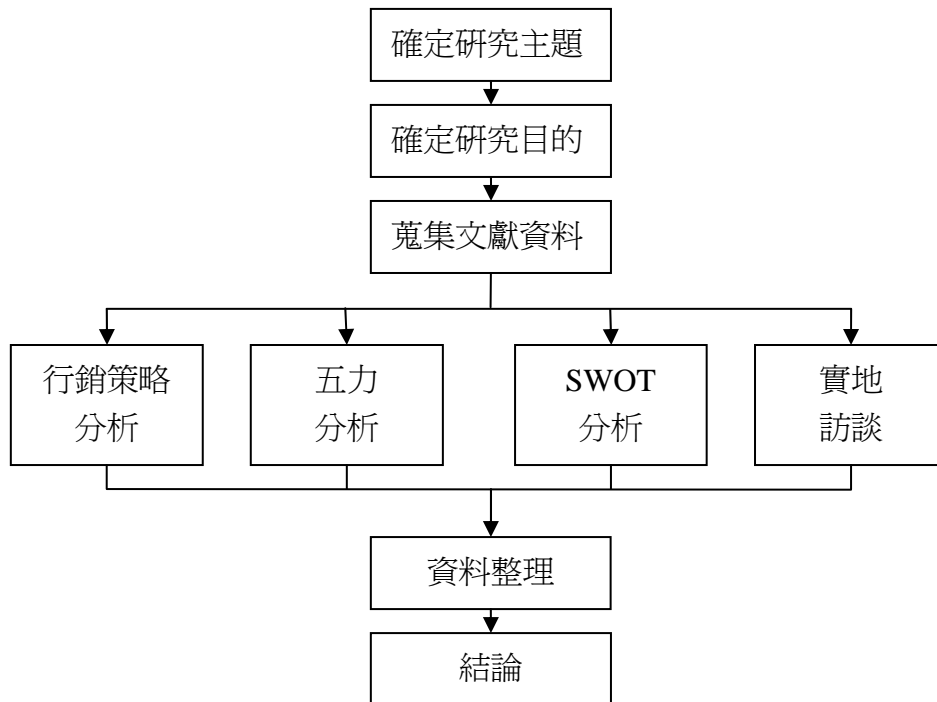 確定研究主題
確定研究目的
蒐集文獻資料
行銷策略
分析
五力
分析
SWOT
分析
實地
訪談
資料整理
結論